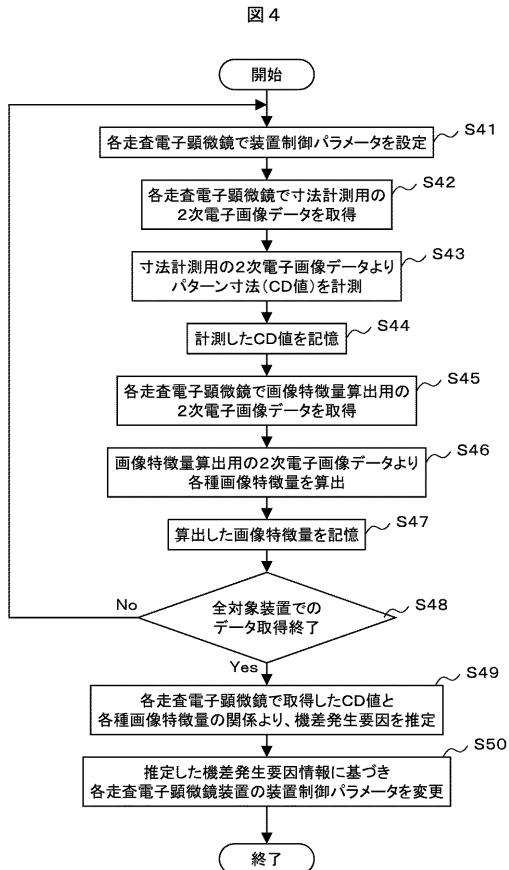 図4
開始
各走査電子顕微鏡で装置制御パラメータを設定
S41
各走査電子顕微鏡で寸法計測用の
2次電子画像データを取得
S42
寸法計測用の2次電子画像データより
パターン寸法(CD値)を計測
S43
計測したCD値を記憶
S44
各走査電子顕微鏡で画像特徴量算出用の
2次電子画像データを取得
S45
画像特徴量算出用の2次電子画像データより
各種画像特徴量を算出
S46
算出した画像特徴量を記憶
S47
全対象装置での
データ取得終了
S48
No
Yes
各走査電子顕微鏡で取得したCD値と
各種画像特徴量の関係より、機差発生要因を推定
S49
推定した機差発生要因情報に基づき
各走査電子顕微鏡装置の装置制御パラメータを変更
S50
終了